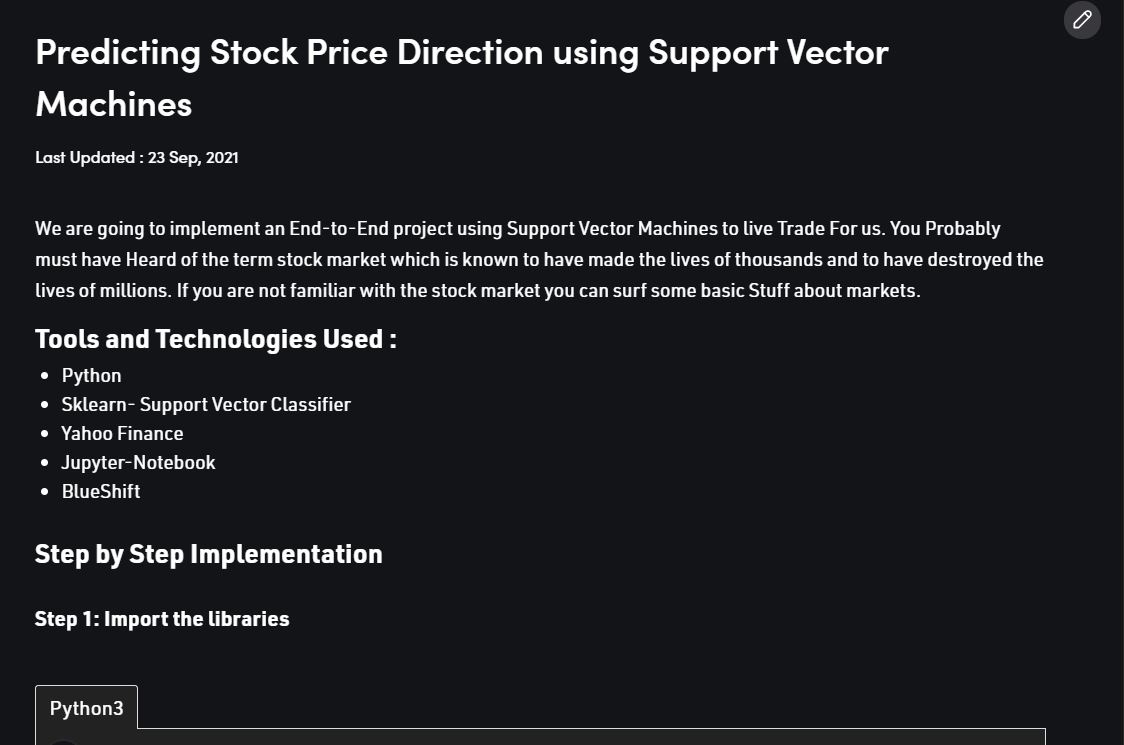 Predicting Stock Price Direction using Support Vector
Machines
Last Updated : 23 Sep, 2021
We are going to implement an End-to-End project using Support Vector Machines to live Trade For us. You Probably
must have Heard of the term stock market which is known to have made the lives of thousands and to have destroyed the
lives of millions. If you are not familiar with the stock market you can surf some basic Stuff about markets.
Tools and Technologies Used :
• Python
• Sklearn- Support Vector Classifier
• Yahoo Finance
• Jupyter-Notebook
• BlueShift
Step by Step Implementation
Step 1: Import the libraries
Python3